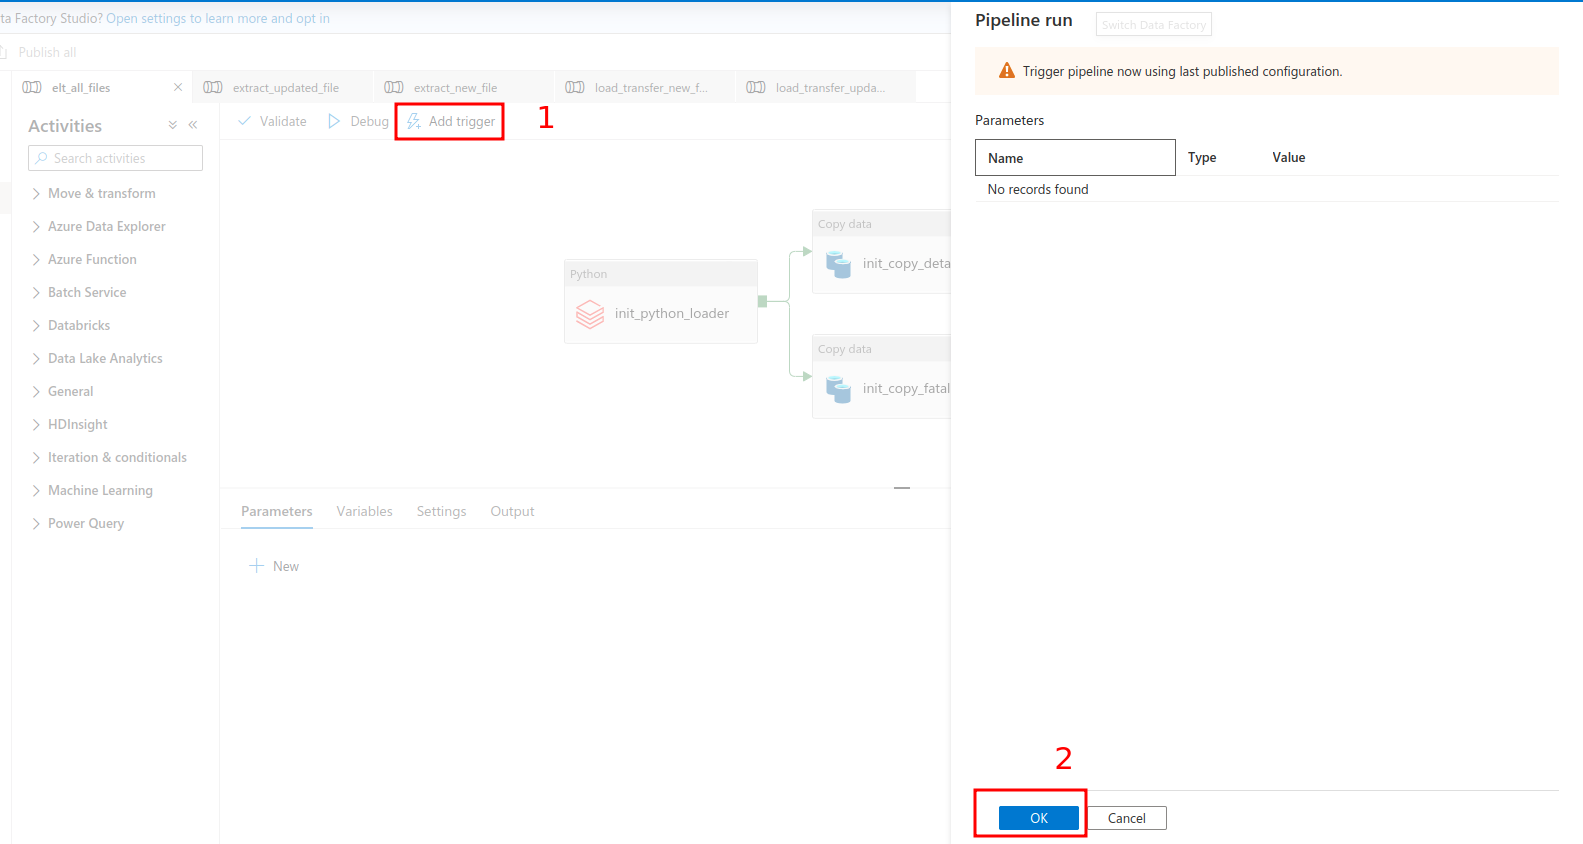 ta Factory Studio? Open settings to learn more and opt in
Publish all
elt_all_files
extract_updated_file
extract_new_file
load_transfer_new_f...
load_transfer_upda...
Activities
Search activities
Move & transform
Azure Data Explorer
Azure Function
Batch Service
Databricks
Data Lake Analytics
General
HDInsight
Iteration & conditionals
Machine Learning
Power Query
Validate
Debug
Add trigger
1
Python
init_python_loader
Copy data
init_copy_deta
Copy data
init_copy_fatal
Parameters
Variables
Settings
Output
New
Pipeline run
Switch Data Factory
Trigger pipeline now using last published configuration.
Parameters
Name Type Value
No records found
2
OK
Cancel